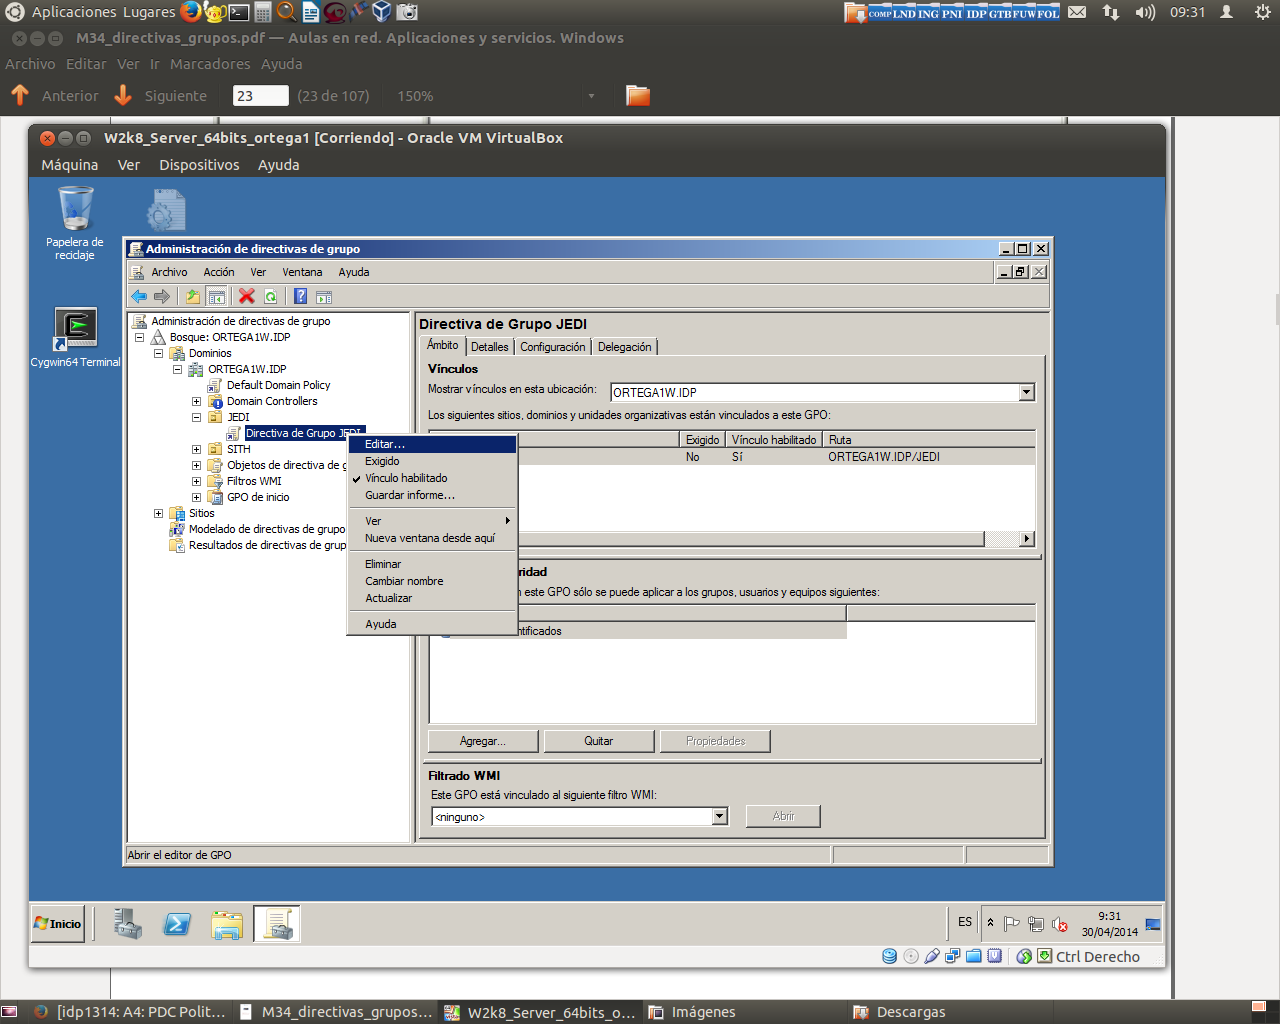 Aplicaciones Lugares
COMP LND ING PNI IDP GTB FUW FOL
09:31
M34_directivas_grupos.pdf — Aulas en red. Aplicaciones y servicios. Windows
Archivo Editar Ver Ir Marcadores Ayuda
Anterior Siguiente 23 (23 de 107) 150%
W2k8_Server_64bits_ortega1 [Corriendo] - Oracle VM VirtualBox
Máquina Ver Dispositivos Ayuda
Papelera de
reciclaje
Cygwin64 Terminal
Administración de directivas de grupo
Archivo Acción Ver Ventana Ayuda
Administración de directivas de grupo
Bosque: ORTEGA1W.IDP
Dominios
ORTEGA1W.IDP
Default Domain Policy
Domain Controllers
JEDI
Directiva de Grupo JEDI
SITH
Objetos de directiva de g
Filtros WMI
GPO de inicio
Sitios
Modelado de directivas de grupo
Resultados de directivas de grup
Editar...
Exigido
Vínculo habilitado
Guardar informe...
Ver
Nueva ventana desde aquí
Eliminar
Cambiar nombre
Actualizar
Ayuda
Directiva de Grupo JEDI
Ámbito Detalles Configuración Delegación
Vínculos
Mostrar vínculos en esta ubicación: ORTEGA1W.IDP
Los siguientes sitios, dominios y unidades organizativas están vinculados a este GPO:
Exigido Vínculo habilitado Ruta
No Sí ORTEGA1W.IDP/JEDI
ridad
n este GPO sólo se puede aplicar a los grupos, usuarios y equipos siguientes:
ntificados
Agregar... Quitar Propiedades
Filtrado WMI
Este GPO está vinculado al siguiente filtro WMI:
<ninguno> Abrir
Abrir el editor de GPO
Inicio
ES
9:31
30/04/2014
Ctrl Derecho
[idp1314: A4: PDC Polit... M34_directivas_grupos... W2k8_Server_64bits_o... Imágenes Descargas